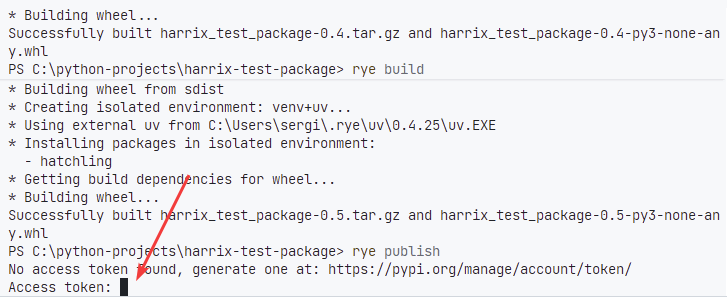 * Building wheel...
Successfully built harrix_test_package-0.4.tar.gz and harrix_test_package-0.4-py3-none-an
y.whl
PS C:\python-projects\harrix-test-package> rye build
* Building wheel from sdist
* Creating isolated environment: venv+uv...
* Using external uv from C:\Users\sergi\.rye\uv\0.4.25\uv.EXE
* Installing packages in isolated environment:
  - hatchling
* Getting build dependencies for wheel...
* Building wheel...
Successfully built harrix_test_package-0.5.tar.gz and harrix_test_package-0.5-py3-none-an
y.whl
PS C:\python-projects\harrix-test-package> rye publish
No access token found, generate one at: https://pypi.org/manage/account/token/
Access token: